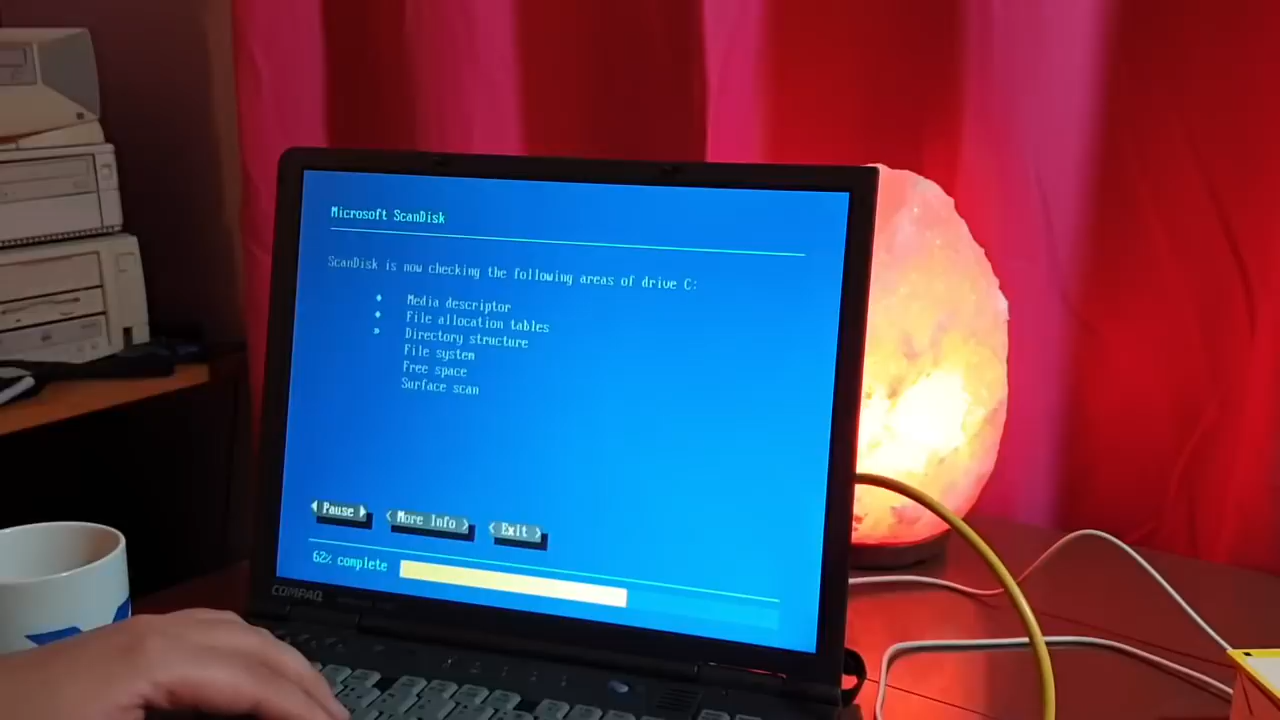 Microsoft ScanDisk
ScanDisk is now checking the following areas of drive C:
Media descriptor
File allocation tables
» Directory structure
File system
Free space
Surface scan
Pause
< More Info >
< Exit >
62% complete
COMPAQ